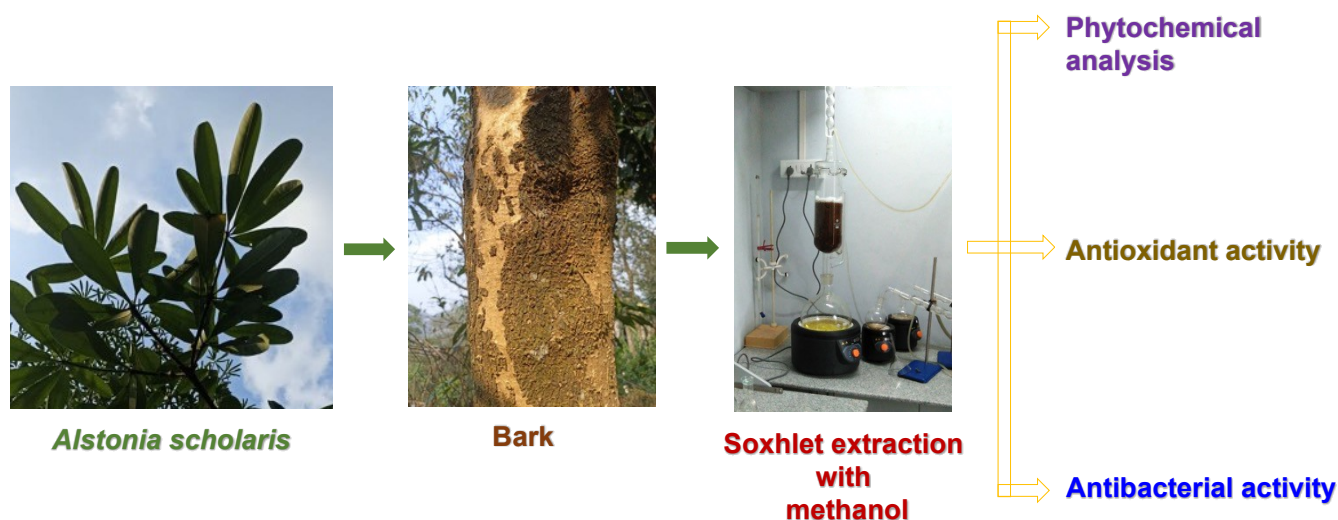 Phytochemical
analysis
Antioxidant activity
Alstonia scholaris
Bark
Soxhlet extraction
with
methanol
Antibacterial activity